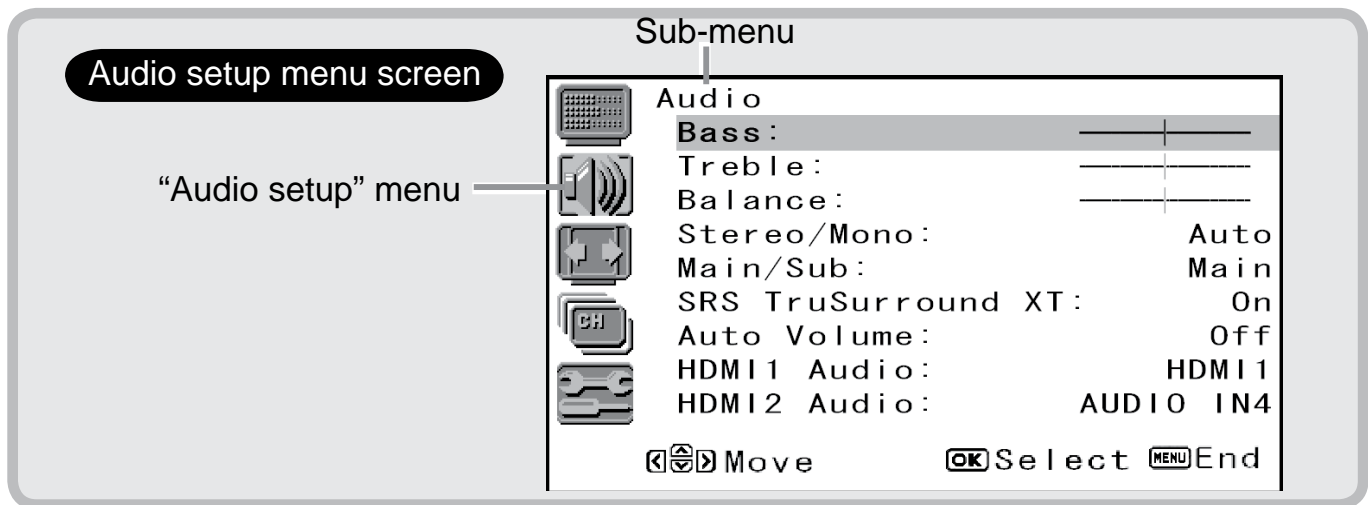 Sub-menu
Audio setup menu screen
Audio
Bass:
“Audio setup” menu
Treble:
Balance:
Stereo/Mono: Auto
Main/Sub: Main
SRS TruSurround XT: On
CH
Auto Volume: Off
HDMI1 Audio: HDMI1
HDMI2 Audio: AUDIO IN4
Move OK Select MENU End